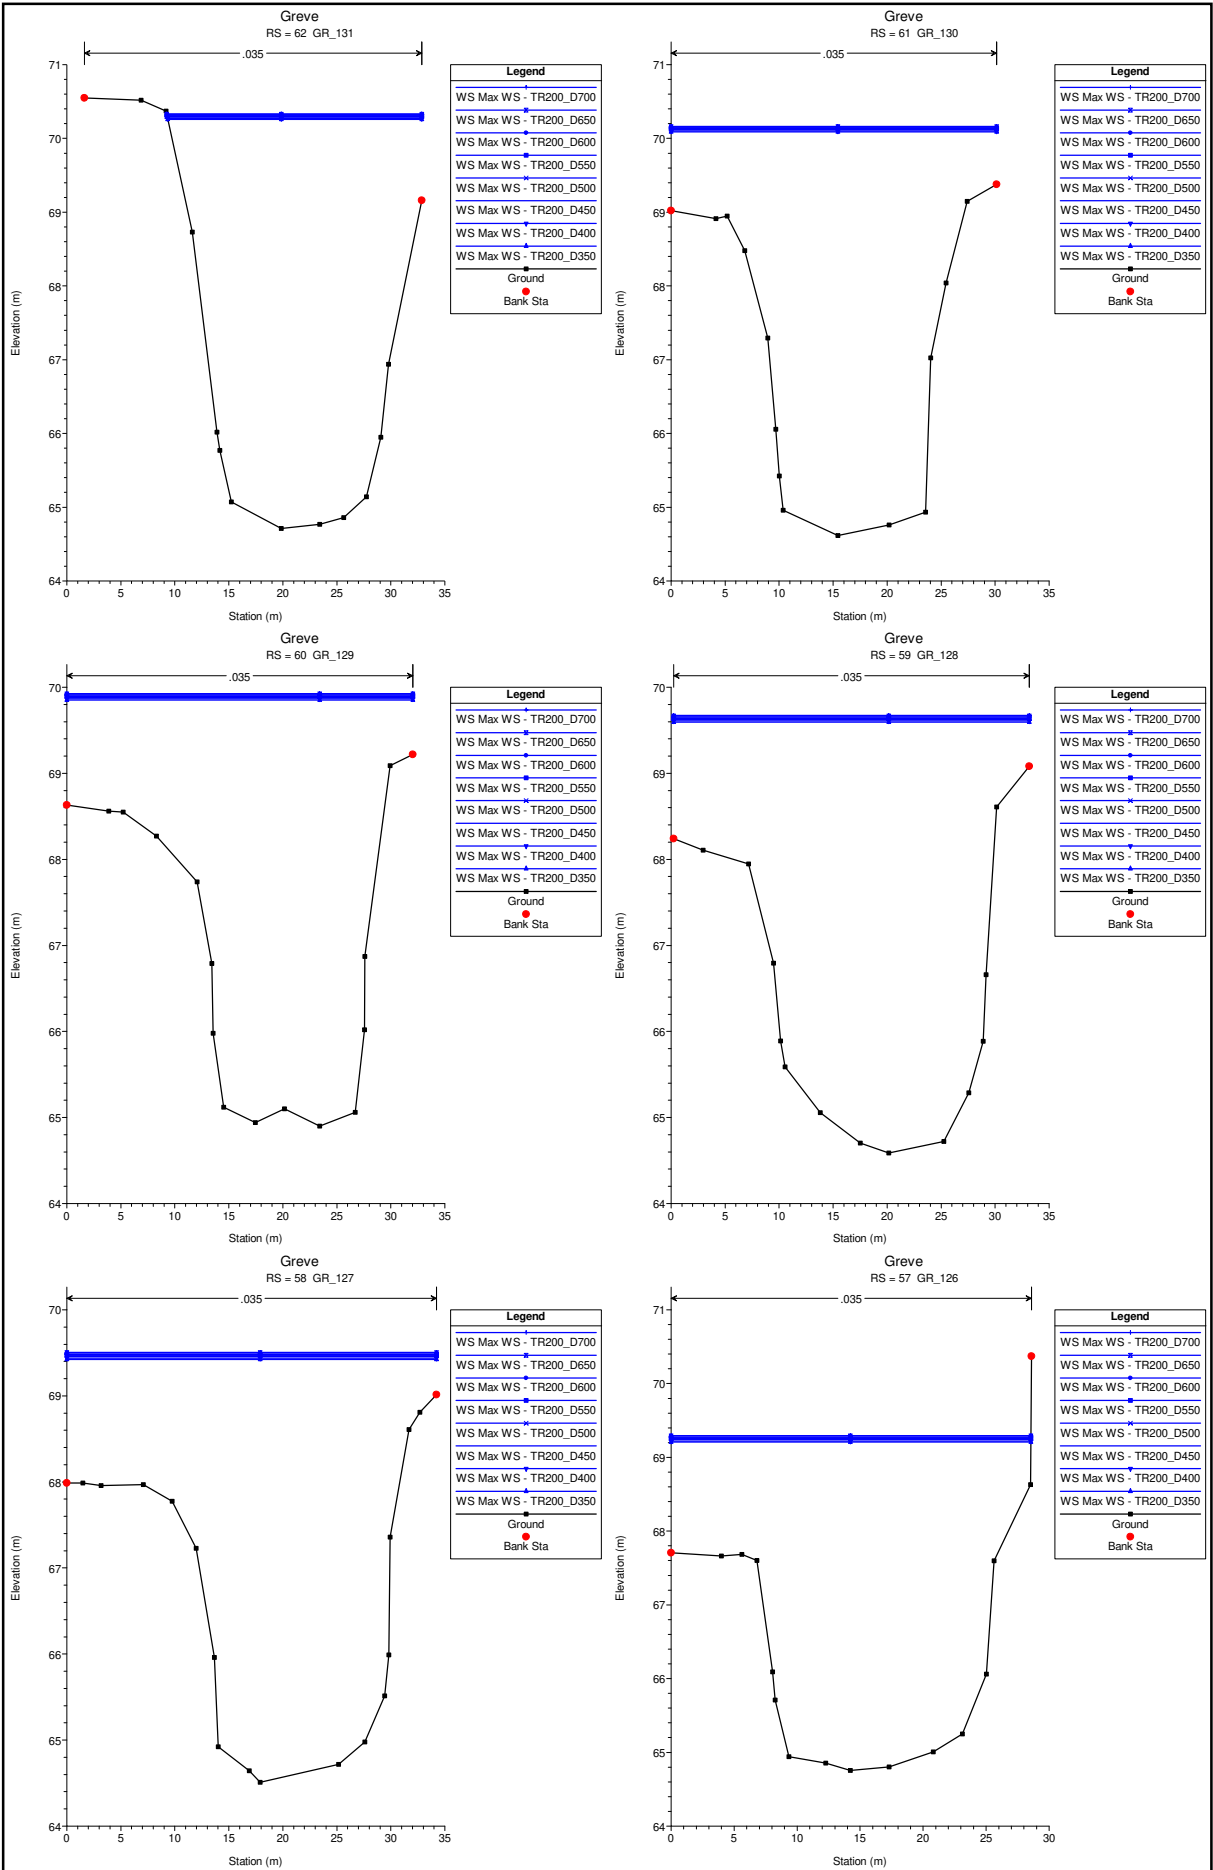 Greve
RS = 62 GR_131
.035
71
70
69
68
67
66
65
64
0 5 10 15 20 25 30 35
Elevation (m)
Station (m)
Legend
WS Max WS - TR200_D700
WS Max WS - TR200_D650
WS Max WS - TR200_D600
WS Max WS - TR200_D550
WS Max WS - TR200_D500
WS Max WS - TR200_D450
WS Max WS - TR200_D400
WS Max WS - TR200_D350
Ground
Bank Sta
Greve
RS = 61 GR_130
.035
71
70
69
68
67
66
65
64
0 5 10 15 20 25 30 35
Elevation (m)
Station (m)
Legend
WS Max WS - TR200_D700
WS Max WS - TR200_D650
WS Max WS - TR200_D600
WS Max WS - TR200_D550
WS Max WS - TR200_D500
WS Max WS - TR200_D450
WS Max WS - TR200_D400
WS Max WS - TR200_D350
Ground
Bank Sta
Greve
RS = 60 GR_129
.035
70
69
68
67
66
65
64
0 5 10 15 20 25 30 35
Elevation (m)
Station (m)
Legend
WS Max WS - TR200_D700
WS Max WS - TR200_D650
WS Max WS - TR200_D600
WS Max WS - TR200_D550
WS Max WS - TR200_D500
WS Max WS - TR200_D450
WS Max WS - TR200_D400
WS Max WS - TR200_D350
Ground
Bank Sta
Greve
RS = 59 GR_128
.035
70
69
68
67
66
65
64
0 5 10 15 20 25 30 35
Elevation (m)
Station (m)
Legend
WS Max WS - TR200_D700
WS Max WS - TR200_D650
WS Max WS - TR200_D600
WS Max WS - TR200_D550
WS Max WS - TR200_D500
WS Max WS - TR200_D450
WS Max WS - TR200_D400
WS Max WS - TR200_D350
Ground
Bank Sta
Greve
RS = 58 GR_127
.035
70
69
68
67
66
65
64
0 5 10 15 20 25 30 35
Elevation (m)
Station (m)
Legend
WS Max WS - TR200_D700
WS Max WS - TR200_D650
WS Max WS - TR200_D600
WS Max WS - TR200_D550
WS Max WS - TR200_D500
WS Max WS - TR200_D450
WS Max WS - TR200_D400
WS Max WS - TR200_D350
Ground
Bank Sta
Greve
RS = 57 GR_126
.035
71
70
69
68
67
66
65
64
0 5 10 15 20 25 30
Elevation (m)
Station (m)
Legend
WS Max WS - TR200_D700
WS Max WS - TR200_D650
WS Max WS - TR200_D600
WS Max WS - TR200_D550
WS Max WS - TR200_D500
WS Max WS - TR200_D450
WS Max WS - TR200_D400
WS Max WS - TR200_D350
Ground
Bank Sta